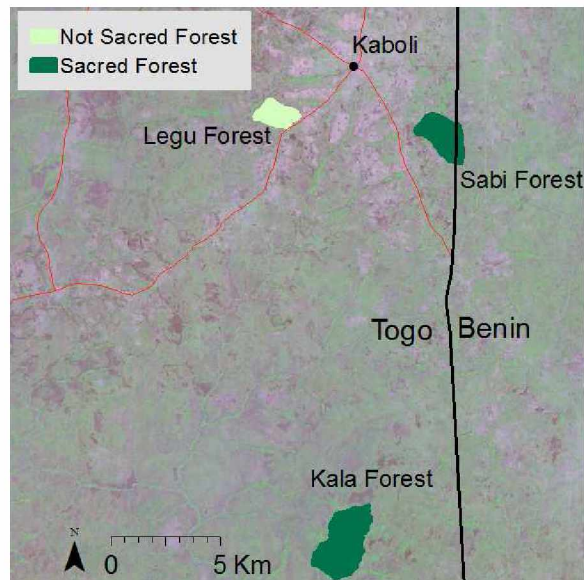 Not Sacred Forest
Sacred Forest
Kaboli
Legu Forest
Sabi Forest
Togo Benin
Kala Forest
N
0 5 Km